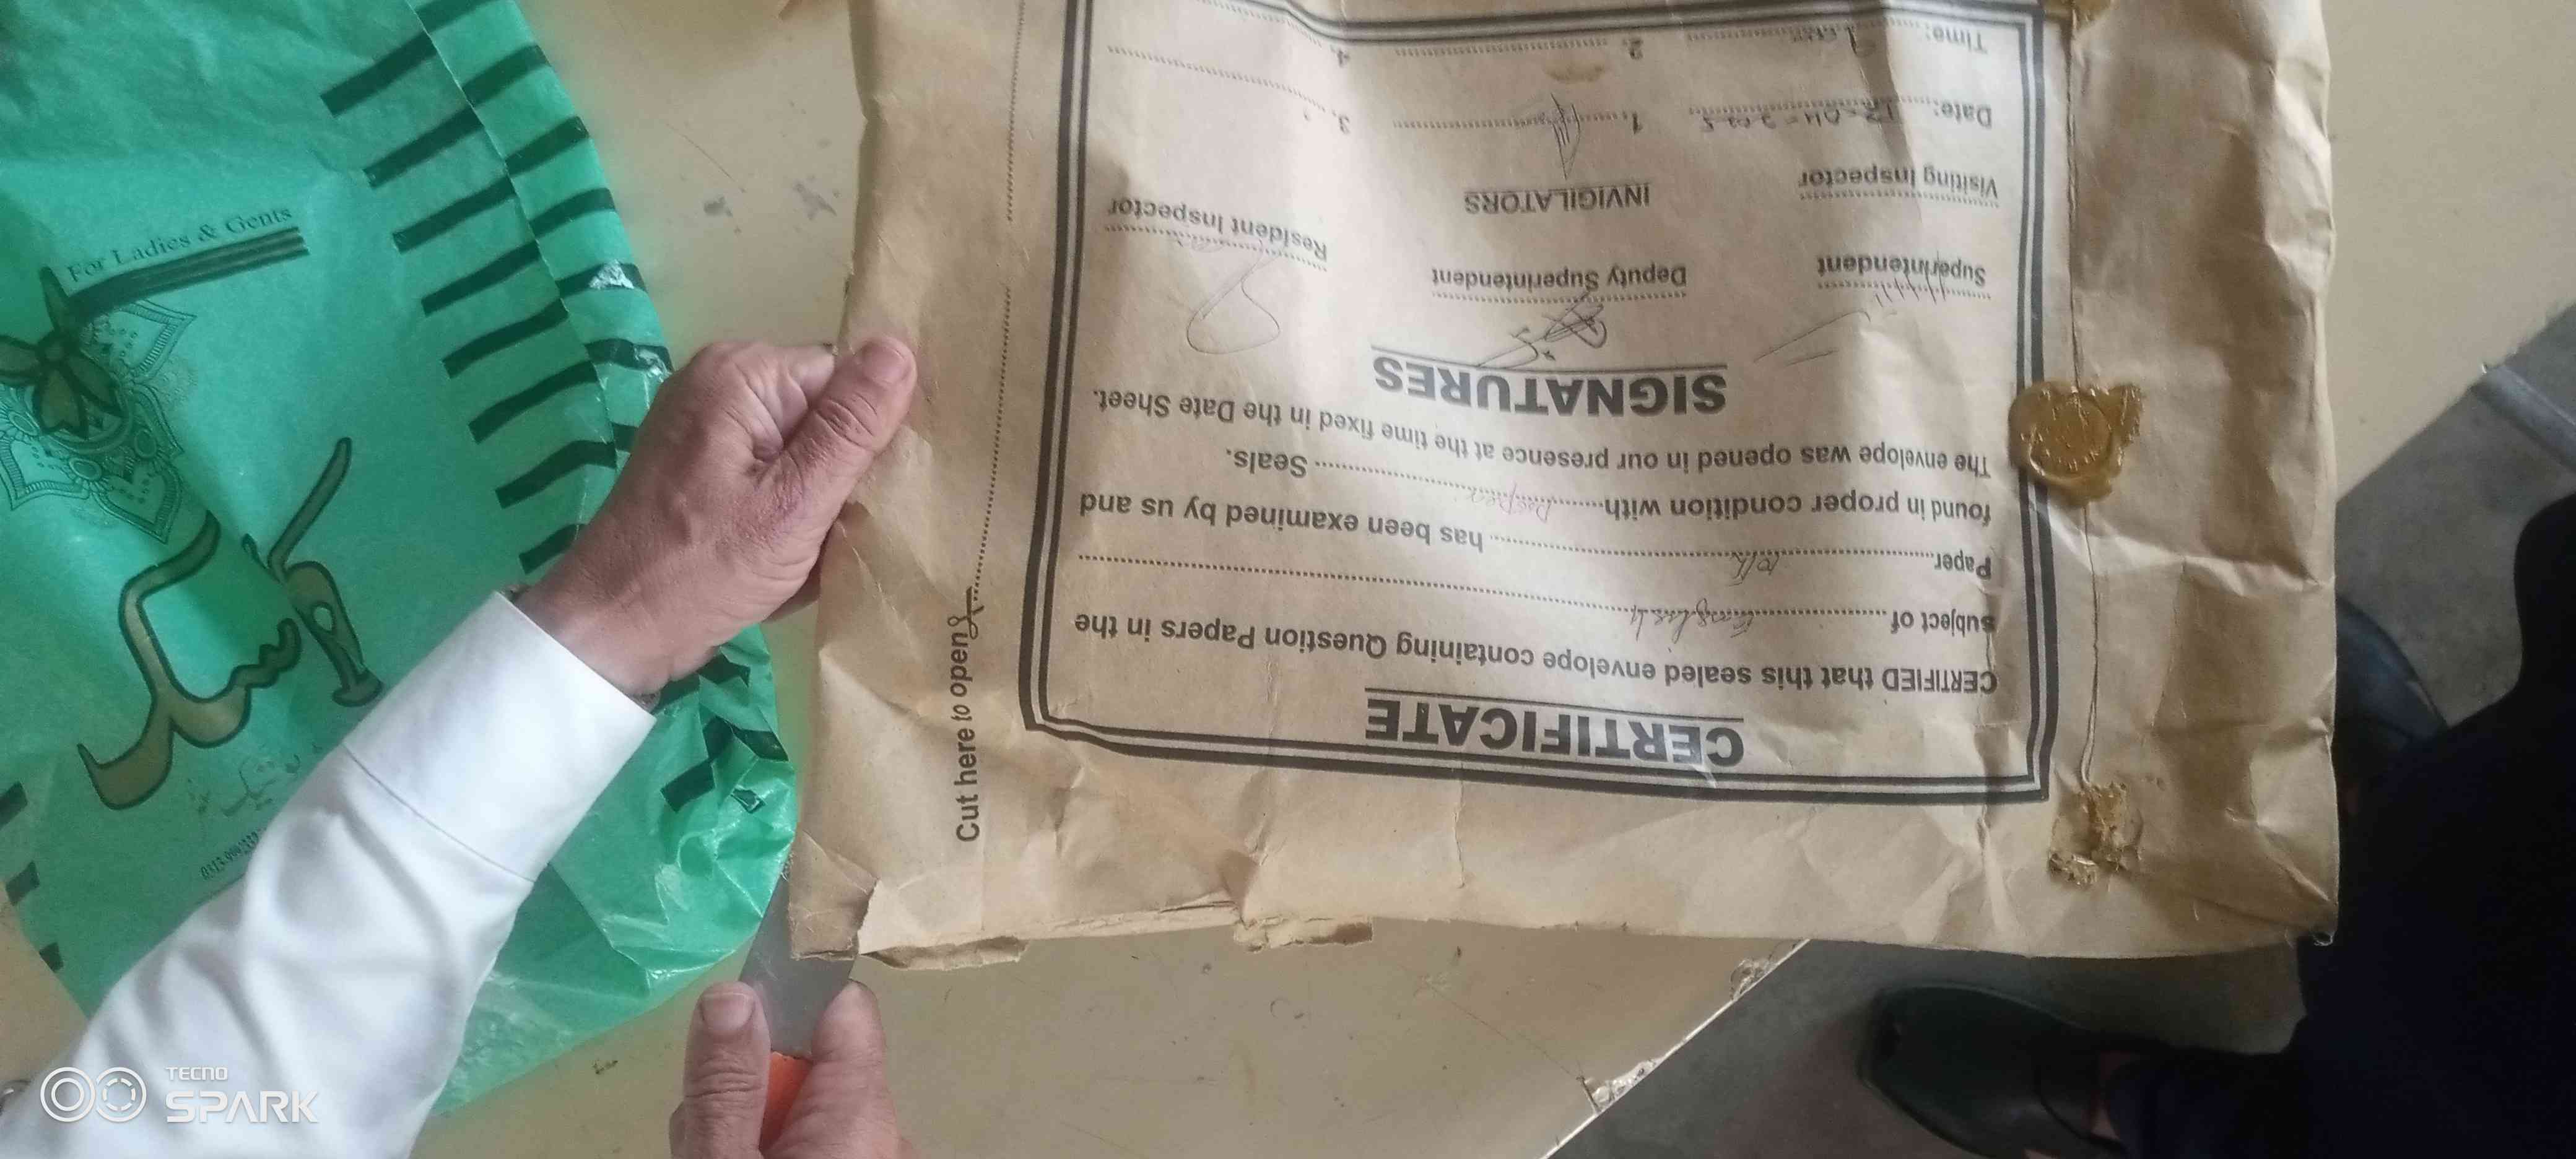 CERTIFICATE
CERTIFIED that this sealed envelope containing Question Papers in the
subject of ........ English ........
Paper ........ has been examined by us and
found in proper condition with ........ Seals.
The envelope was opened in our presence at the time fixed in the Date Sheet.
SIGNATURES
Superintendent
Deputy Superintendent
Resident Inspector
Visiting Inspector
INVIGILATORS
Date:
1.
3.
Time:
2.
4.
Cut here to open
For Ladies & Gents
TECNO
SPARK